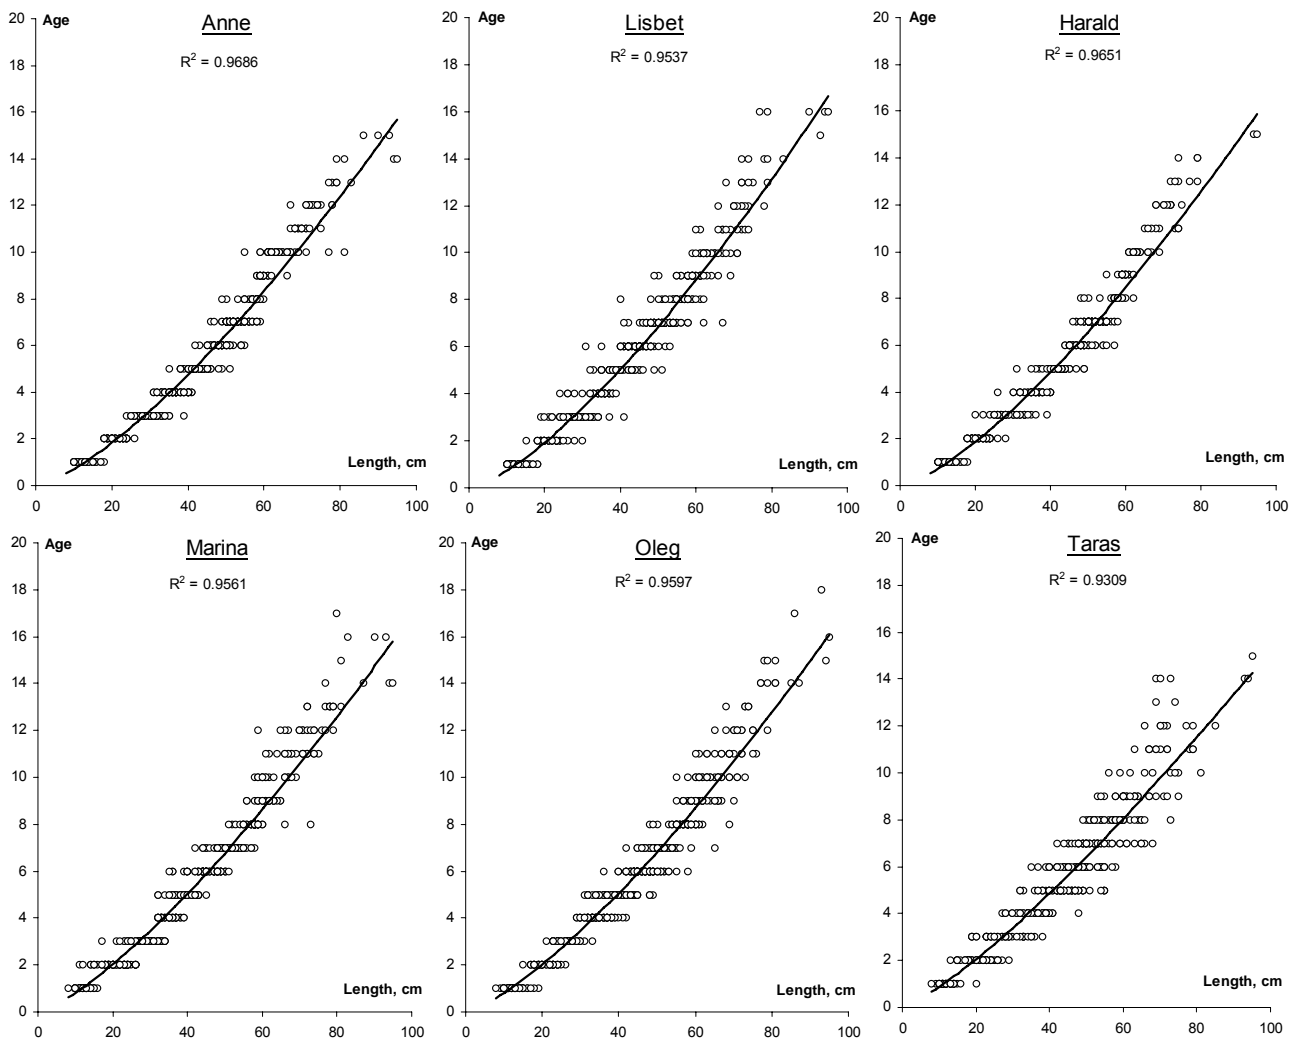 Anne
Age
R² = 0.9686
20
18
16
14
12
10
8
6
4
2
0
Length, cm
0 20 40 60 80 100
Lisbet
Age
R² = 0.9537
20
18
16
14
12
10
8
6
4
2
0
Length, cm
0 20 40 60 80 100
Harald
Age
R² = 0.9651
20
18
16
14
12
10
8
6
4
2
0
Length, cm
0 20 40 60 80 100
Marina
Age
R² = 0.9561
20
18
16
14
12
10
8
6
4
2
0
Length, cm
0 20 40 60 80 100
Oleg
Age
R² = 0.9597
20
18
16
14
12
10
8
6
4
2
0
Length, cm
0 20 40 60 80 100
Taras
Age
R² = 0.9309
20
18
16
14
12
10
8
6
4
2
0
Length, cm
0 20 40 60 80 100